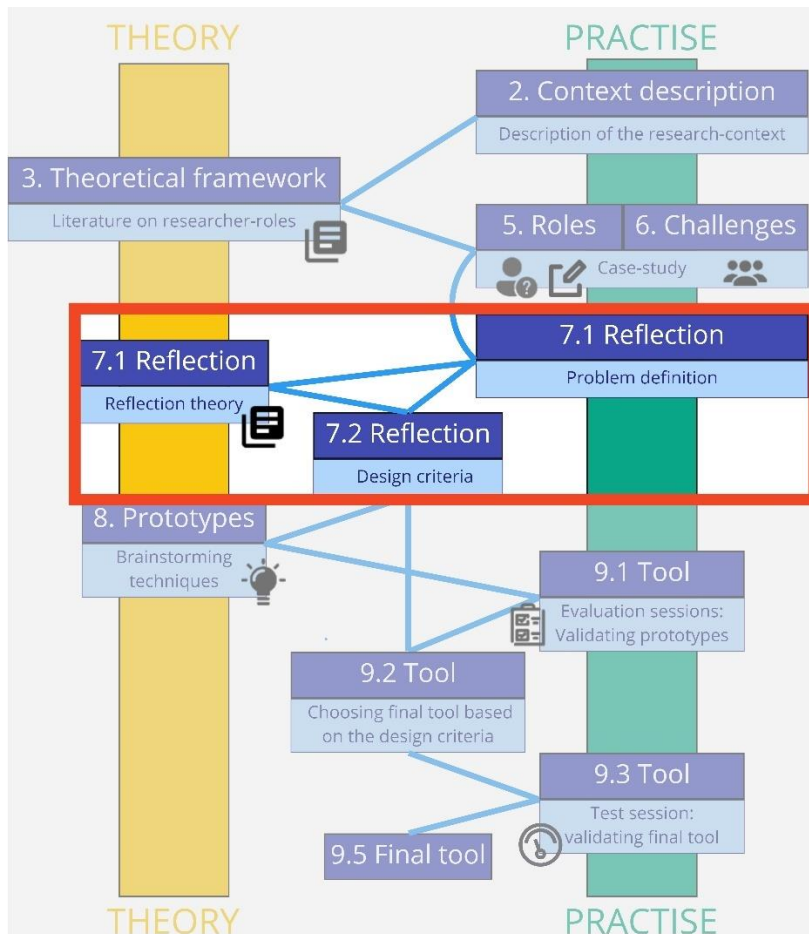 THEORY
PRACTISE
2. Context description
Description of the research-context
3. Theoretical framework
Literature on researcher-roles
5. Roles
6. Challenges
Case-study
7.1 Reflection
Problem definition
7.1 Reflection
Reflection theory
7.2 Reflection
Design criteria
8. Prototypes
Brainstorming
techniques
9.1 Tool
Evaluation sessions:
Validating prototypes
9.2 Tool
Choosing final tool based
on the design criteria
9.3 Tool
Test session:
validating final tool
9.5 Final tool
THEORY
PRACTISE